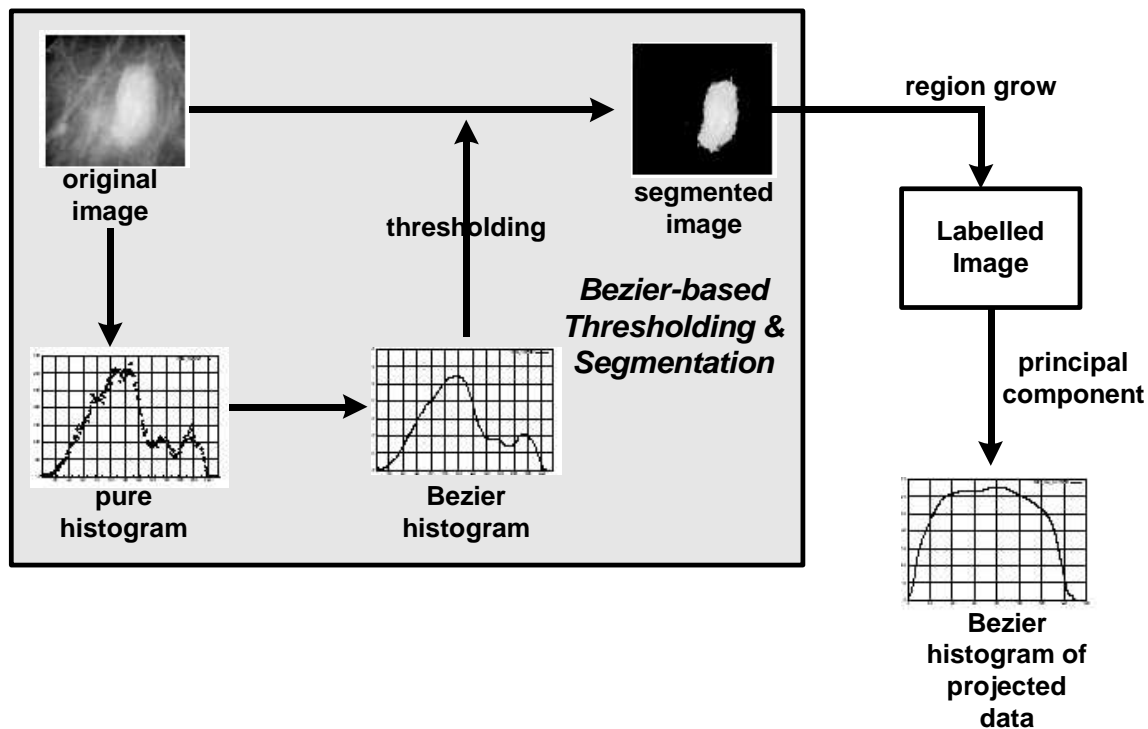 original
image
segmented
image
region grow
thresholding
Labelled
Image
Bezier-based
Thresholding &
Segmentation
principal
component
pure
histogram
Bezier
histogram
Bezier
histogram of
projected
data